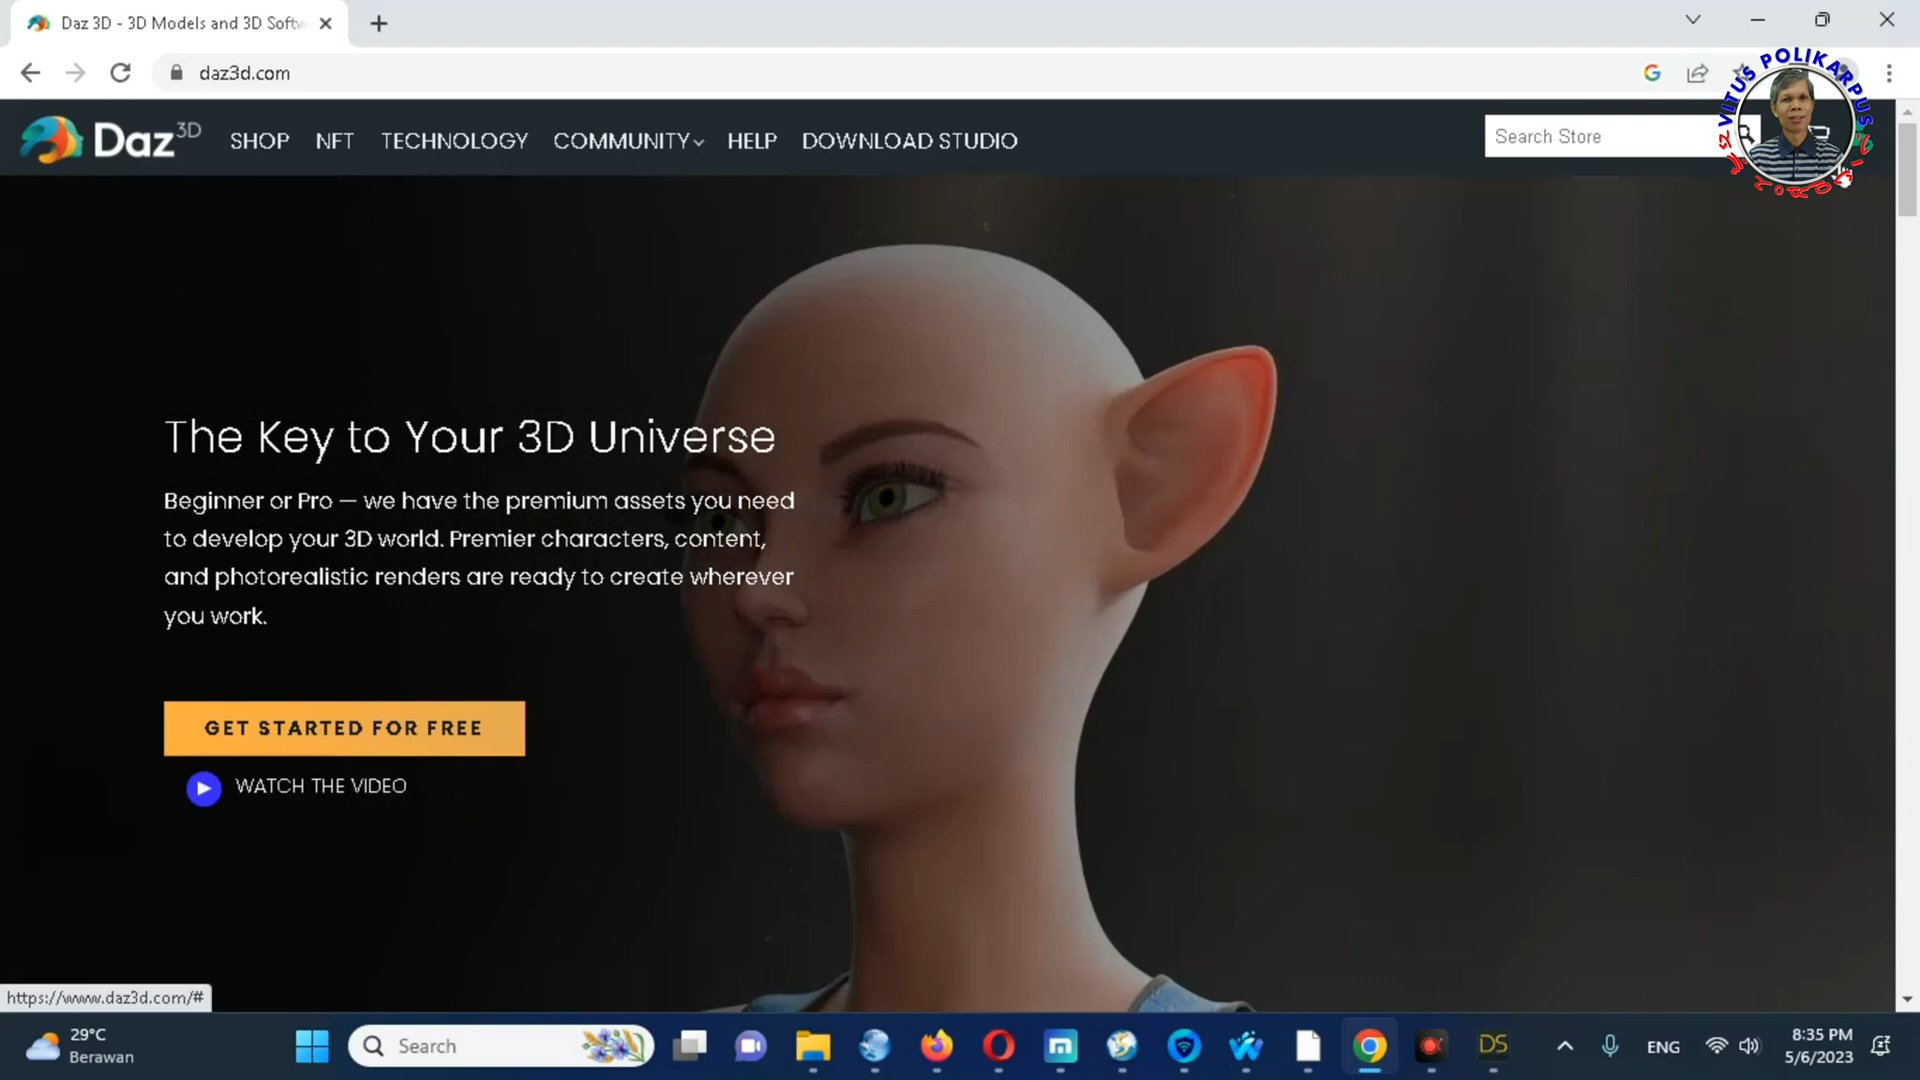 Daz 3D - 3D Models and 3D Softw
daz3d.com
VITUS POLIKARPUS
Daz 3D
SHOP
NFT
TECHNOLOGY
COMMUNITY
HELP
DOWNLOAD STUDIO
Search Store
The Key to Your 3D Universe
Beginner or Pro — we have the premium assets you need
to develop your 3D world. Premier characters, content,
and photorealistic renders are ready to create wherever
you work.
GET STARTED FOR FREE
WATCH THE VIDEO
https://www.daz3d.com/#
29°C
Berawan
Search
DS
ENG
8:35 PM
5/6/2023